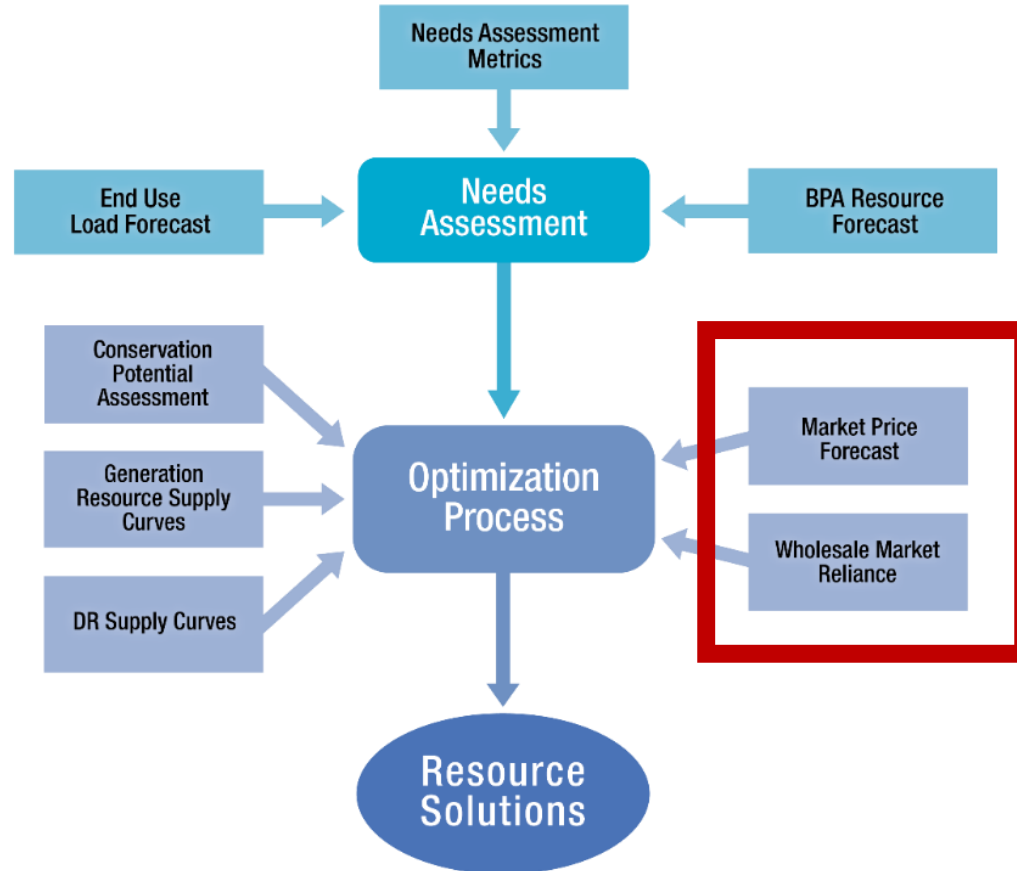 Needs Assessment
Metrics
End Use
Load Forecast
Needs
Assessment
BPA Resource
Forecast
Conservation
Potential
Assessment
Generation
Resource Supply
Curves
DR Supply Curves
Optimization
Process
Market Price
Forecast
Wholesale Market
Reliance
Resource
Solutions